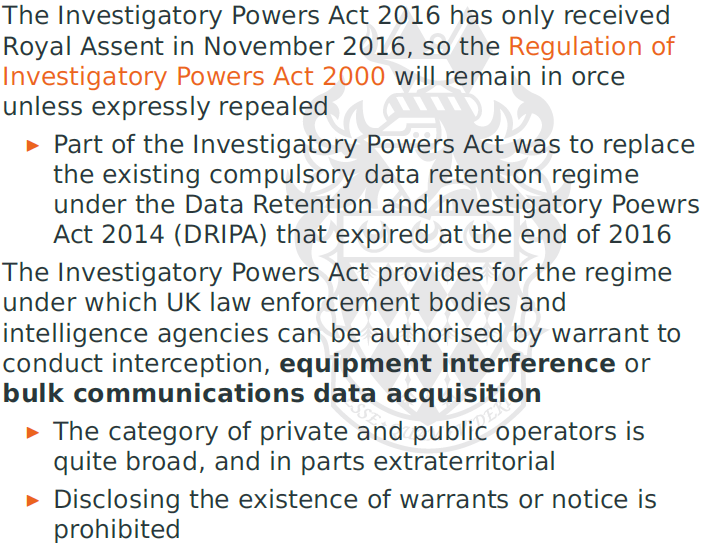 The Investigatory Powers Act 2016 has only received
Royal Assent in November 2016, so the Regulation of
Investigatory Powers Act 2000 will remain in orce
unless expressly repealed
▶ Part of the Investigatory Powers Act was to replace
the existing compulsory data retention regime
under the Data Retention and Investigatory Poewrs
Act 2014 (DRIPA) that expired at the end of 2016
The Investigatory Powers Act provides for the regime
under which UK law enforcement bodies and
intelligence agencies can be authorised by warrant to
conduct interception, equipment interference or
bulk communications data acquisition
▶ The category of private and public operators is
quite broad, and in parts extraterritorial
▶ Disclosing the existence of warrants or notice is
prohibited